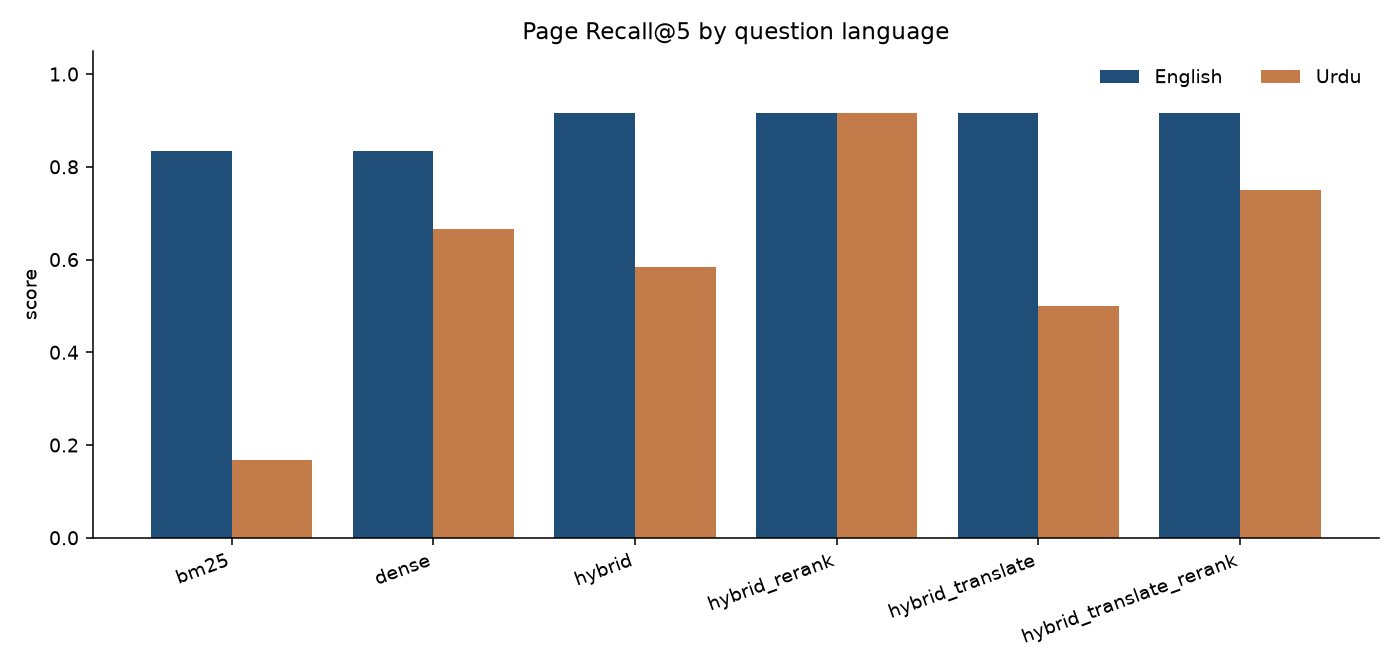 Page Recall@5 by question language
English
Urdu
score
1.0
0.8
0.6
0.4
0.2
0.0
bm25
dense
hybrid
hybrid_rerank
hybrid_translate
hybrid_translate_rerank